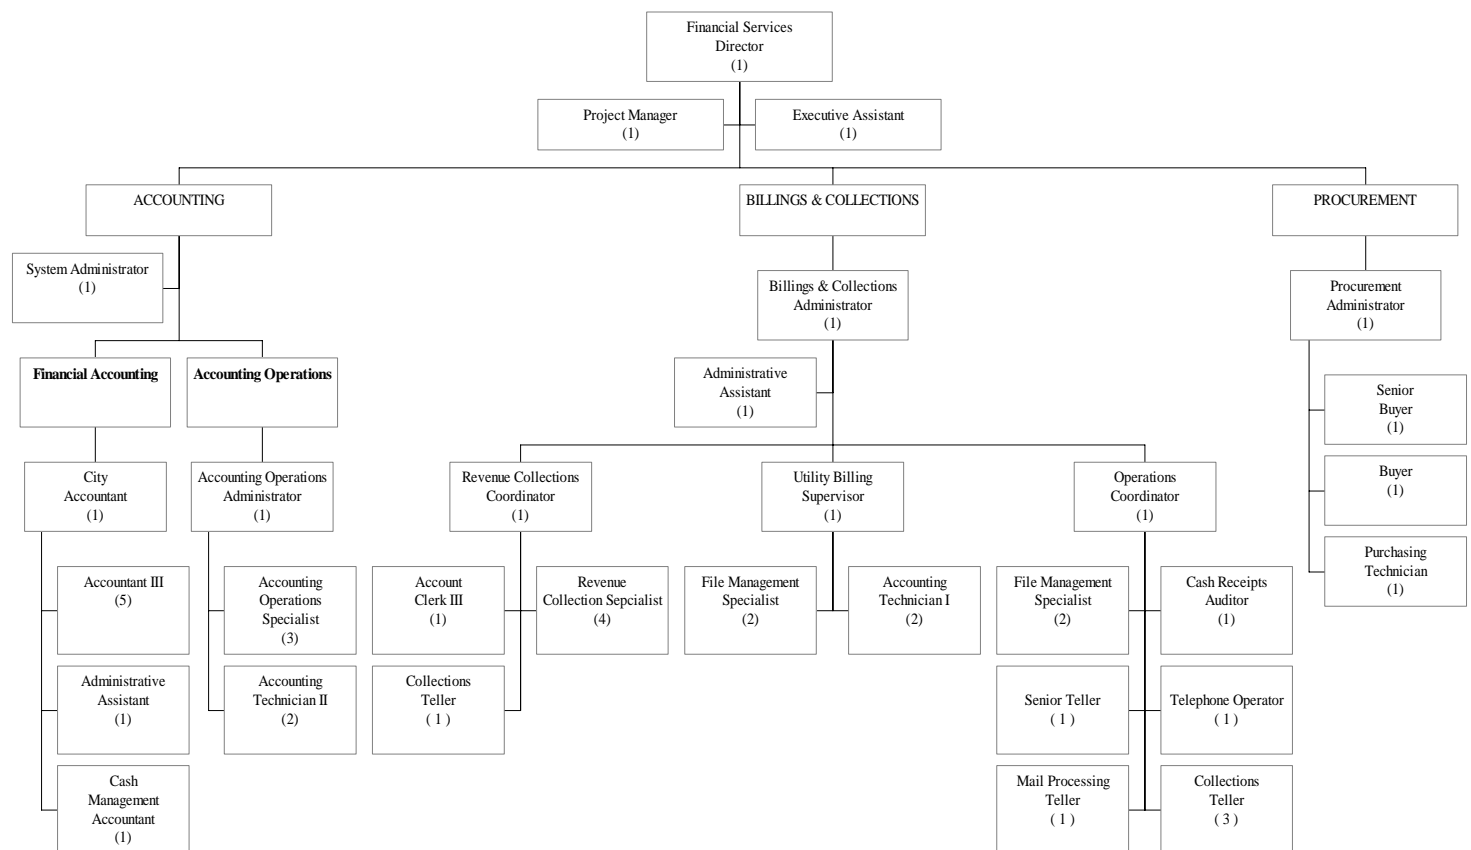 Financial Services
Director
(1)
Project Manager
(1)
Executive Assistant
(1)
ACCOUNTING
BILLINGS & COLLECTIONS
PROCUREMENT
System Administrator
(1)
Billings & Collections
Administrator
(1)
Procurement
Administrator
(1)
Financial Accounting
Accounting Operations
Administrative
Assistant
(1)
Senior
Buyer
(1)
City
Accountant
(1)
Accounting Operations
Administrator
(1)
Revenue Collections
Coordinator
(1)
Utility Billing
Supervisor
(1)
Operations
Coordinator
(1)
Buyer
(1)
Purchasing
Technician
(1)
Accountant III
(5)
Accounting
Operations
Specialist
(3)
Account
Clerk III
(1)
Revenue
Collection Sepcialist
(4)
File Management
Specialist
(2)
Accounting
Technician I
(2)
File Management
Specialist
(2)
Cash Receipts
Auditor
(1)
Administrative
Assistant
(1)
Accounting
Technician II
(2)
Collections
Teller
( 1 )
Senior Teller
( 1 )
Telephone Operator
( 1 )
Cash
Management
Accountant
(1)
Mail Processing
Teller
( 1 )
Collections
Teller
( 3 )